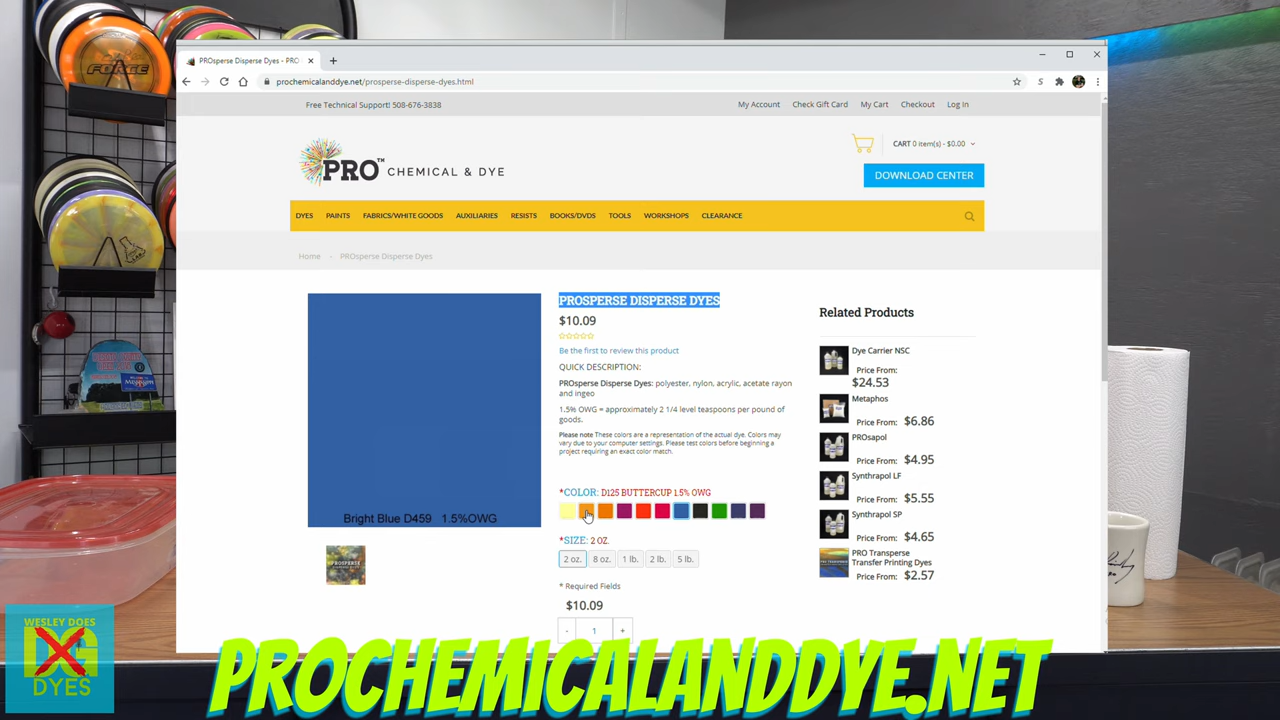 FORCE
PROsperse Disperse Dyes - PRO
prochemicalanddye.net/prosperse-disperse-dyes.html
Free Technical Support! 508-676-3838
My Account Check Gift Card My Cart Checkout Log In
PRO™ CHEMICAL & DYE
CART 0 item(s) - $0.00
DOWNLOAD CENTER
DYES PAINTS FABRICS/WHITE GOODS AUXILIARIES RESISTS BOOKS/DVDS TOOLS WORKSHOPS CLEARANCE
Home - PROsperse Disperse Dyes
Bright Blue D459 1.5%OWG
PROSPERSE
PROSPERSE DISPERSE DYES
$10.09
Be the first to review this product
QUICK DESCRIPTION:
PROsperse Disperse Dyes: polyester, nylon, acrylic, acetate rayon
and ingeo
1.5% OWG = approximately 2 1/4 level teaspoons per pound of
goods.
Please note These colors are a representation of the actual dye. Colors may
vary due to your computer settings. Please test colors before beginning a
project requiring an exact color match.
*COLOR: D125 BUTTERCUP 1.5% OWG
*SIZE: 2 OZ.
2 oz. 8 oz. 1 lb. 2 lb. 5 lb.
* Required Fields
$10.09
- 1 +
Related Products
Dye Carrier NSC
Price From:
$24.53
Metaphos
Price From: $6.86
PROsapol
Price From: $4.95
Synthrapol LF
Price From: $5.55
Synthrapol SP
Price From: $4.65
PRO Transperse
Transfer Printing Dyes
Price From: $2.57
WESLEY DOES
DG
DYES
PROCHEMICALANDDYE.NET